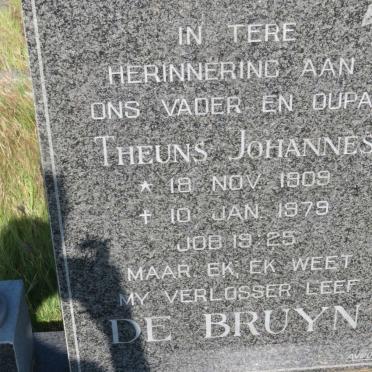 IN TERE
HERINNERING AAN
ONS VADER EN OUPA
THEUNS JOHANNES
* 18 NOV 1909
† 10 JAN 1979
JOB 19:25
MAAR EK, EK WEET
MY VERLOSSER LEEF
DE BRUYN